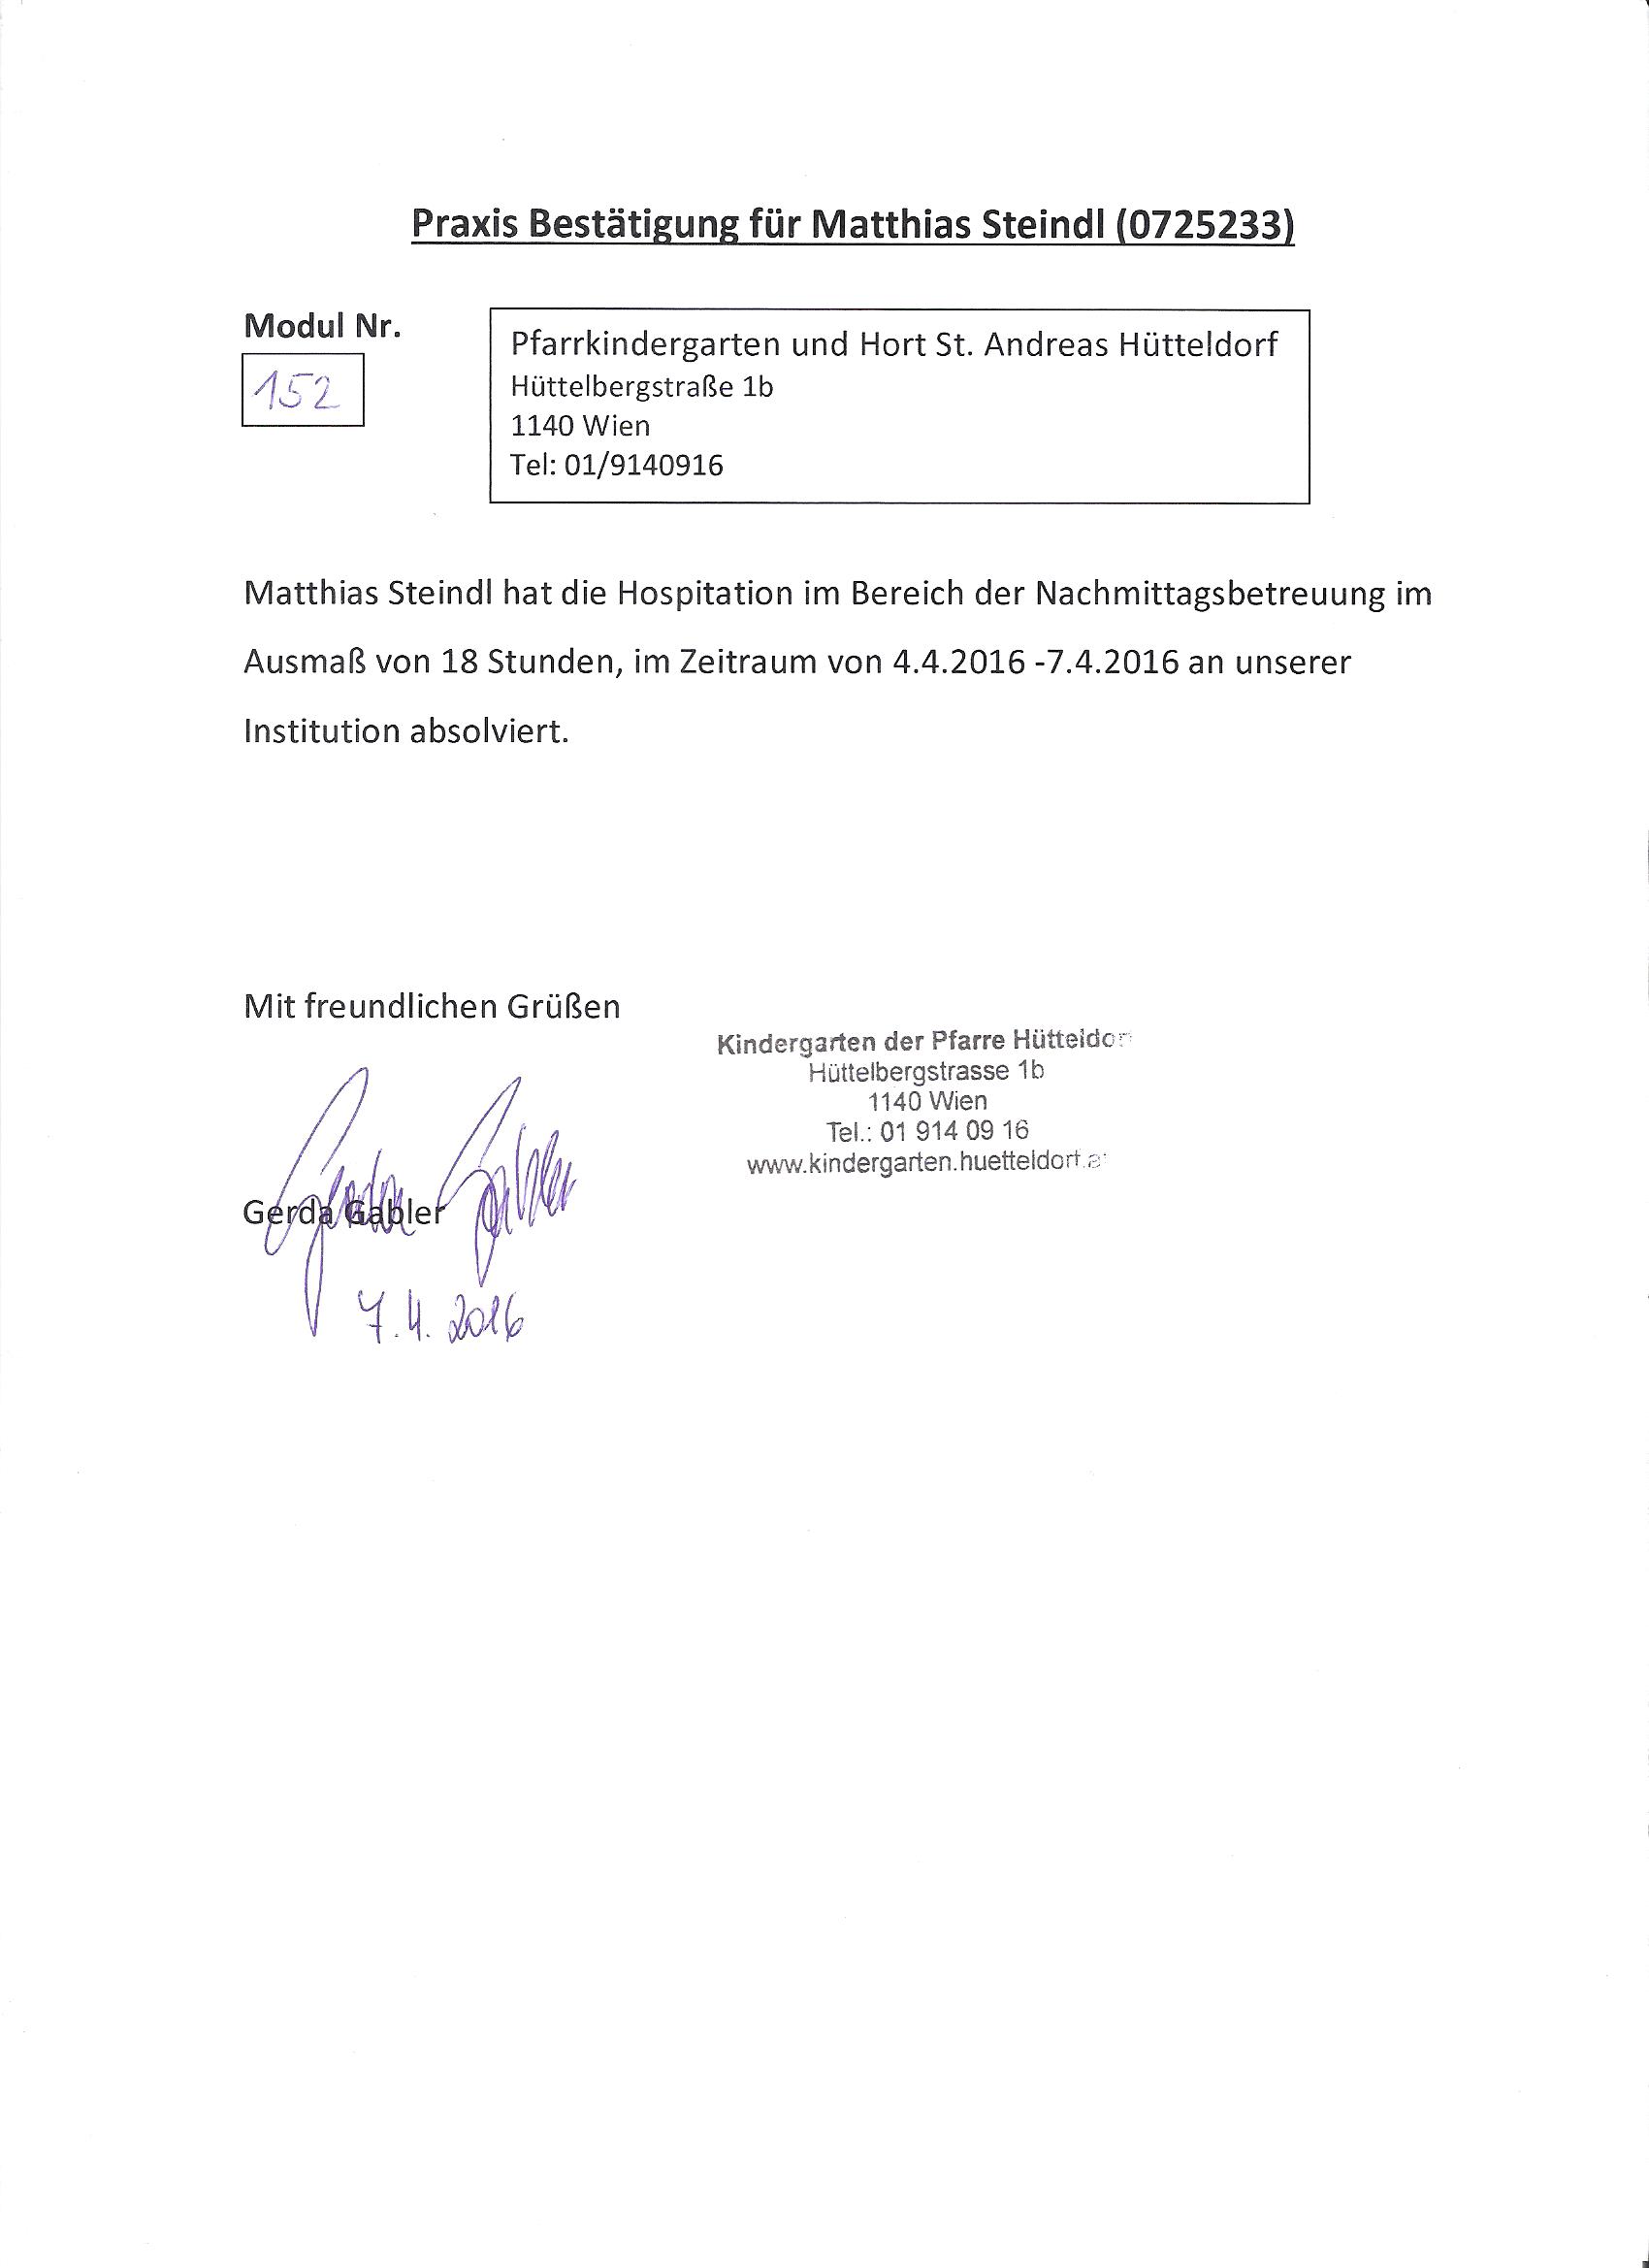 Praxis Bestätigung für Matthias Steindl (0725233)
Modul Nr.
152
Pfarrkindergarten und Hort St. Andreas Hütteldorf
Hüttelbergstraße 1b
1140 Wien
Tel: 01/9140916
Matthias Steindl hat die Hospitation im Bereich der Nachmittagsbetreuung im
Ausmaß von 18 Stunden, im Zeitraum von 4.4.2016 -7.4.2016 an unserer
Institution absolviert.
Mit freundlichen Grüßen
Kindergarten der Pfarre Hütteldorf
Hüttelbergstrasse 1b
1140 Wien
Tel.: 01 914 09 16
www.kindergarten.huetteldorf.at
Gerda Gabler
Gerda Gabler
7.4. 2016